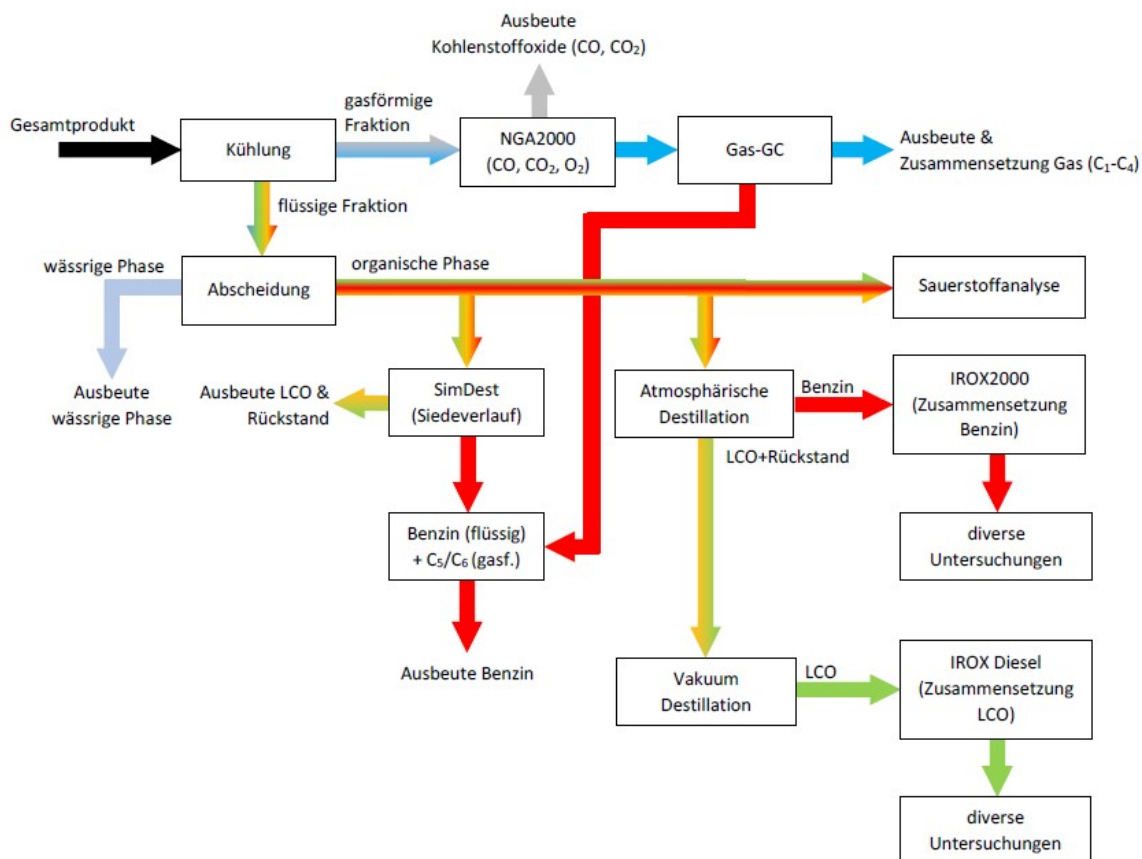 Ausbeute
Kohlenstoffoxide (CO, CO₂)
gasförmige
Fraktion
Gesamtprodukt
Kühlung
NGA2000
(CO, CO₂, O₂)
Gas-GC
Ausbeute &
Zusammensetzung Gas (C₁-C₄)
flüssige Fraktion
wässrige Phase
organische Phase
Abscheidung
Sauerstoffanalyse
Ausbeute
wässrige Phase
Ausbeute LCO &
Rückstand
SimDest
(Siedeverlauf)
Atmosphärische
Destillation
Benzin
IROX2000
(Zusammensetzung
Benzin)
LCO+Rückstand
Benzin (flüssig)
+ C₅/C₆ (gasf.)
diverse
Untersuchungen
Ausbeute Benzin
Vakuum
Destillation
LCO
IROX Diesel
(Zusammensetzung
LCO)
diverse
Untersuchungen